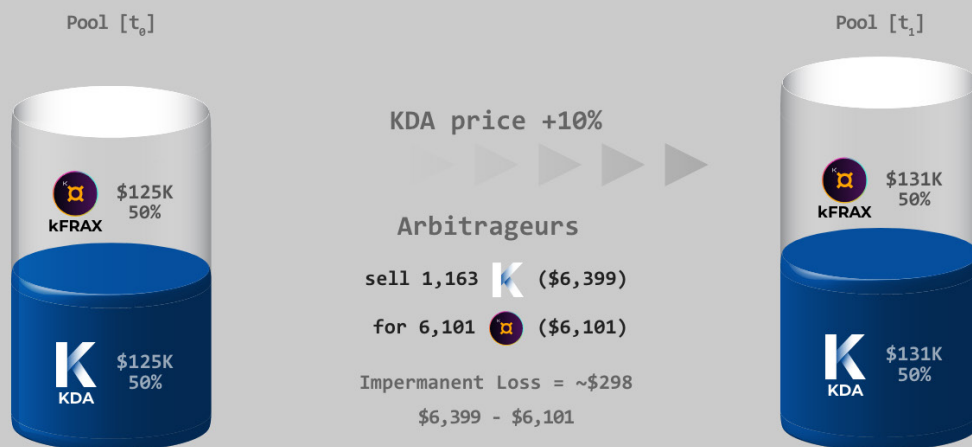 Pool [t₀]
Pool [t₁]
KDA price +10%
$125K
50%
kFRAX
$131K
50%
kFRAX
Arbitrageurs
sell 1,163 K ($6,399)
for 6,101 ($6,101)
$125K
50%
KDA
$131K
50%
KDA
Impermanent Loss = ~$298
$6,399 - $6,101